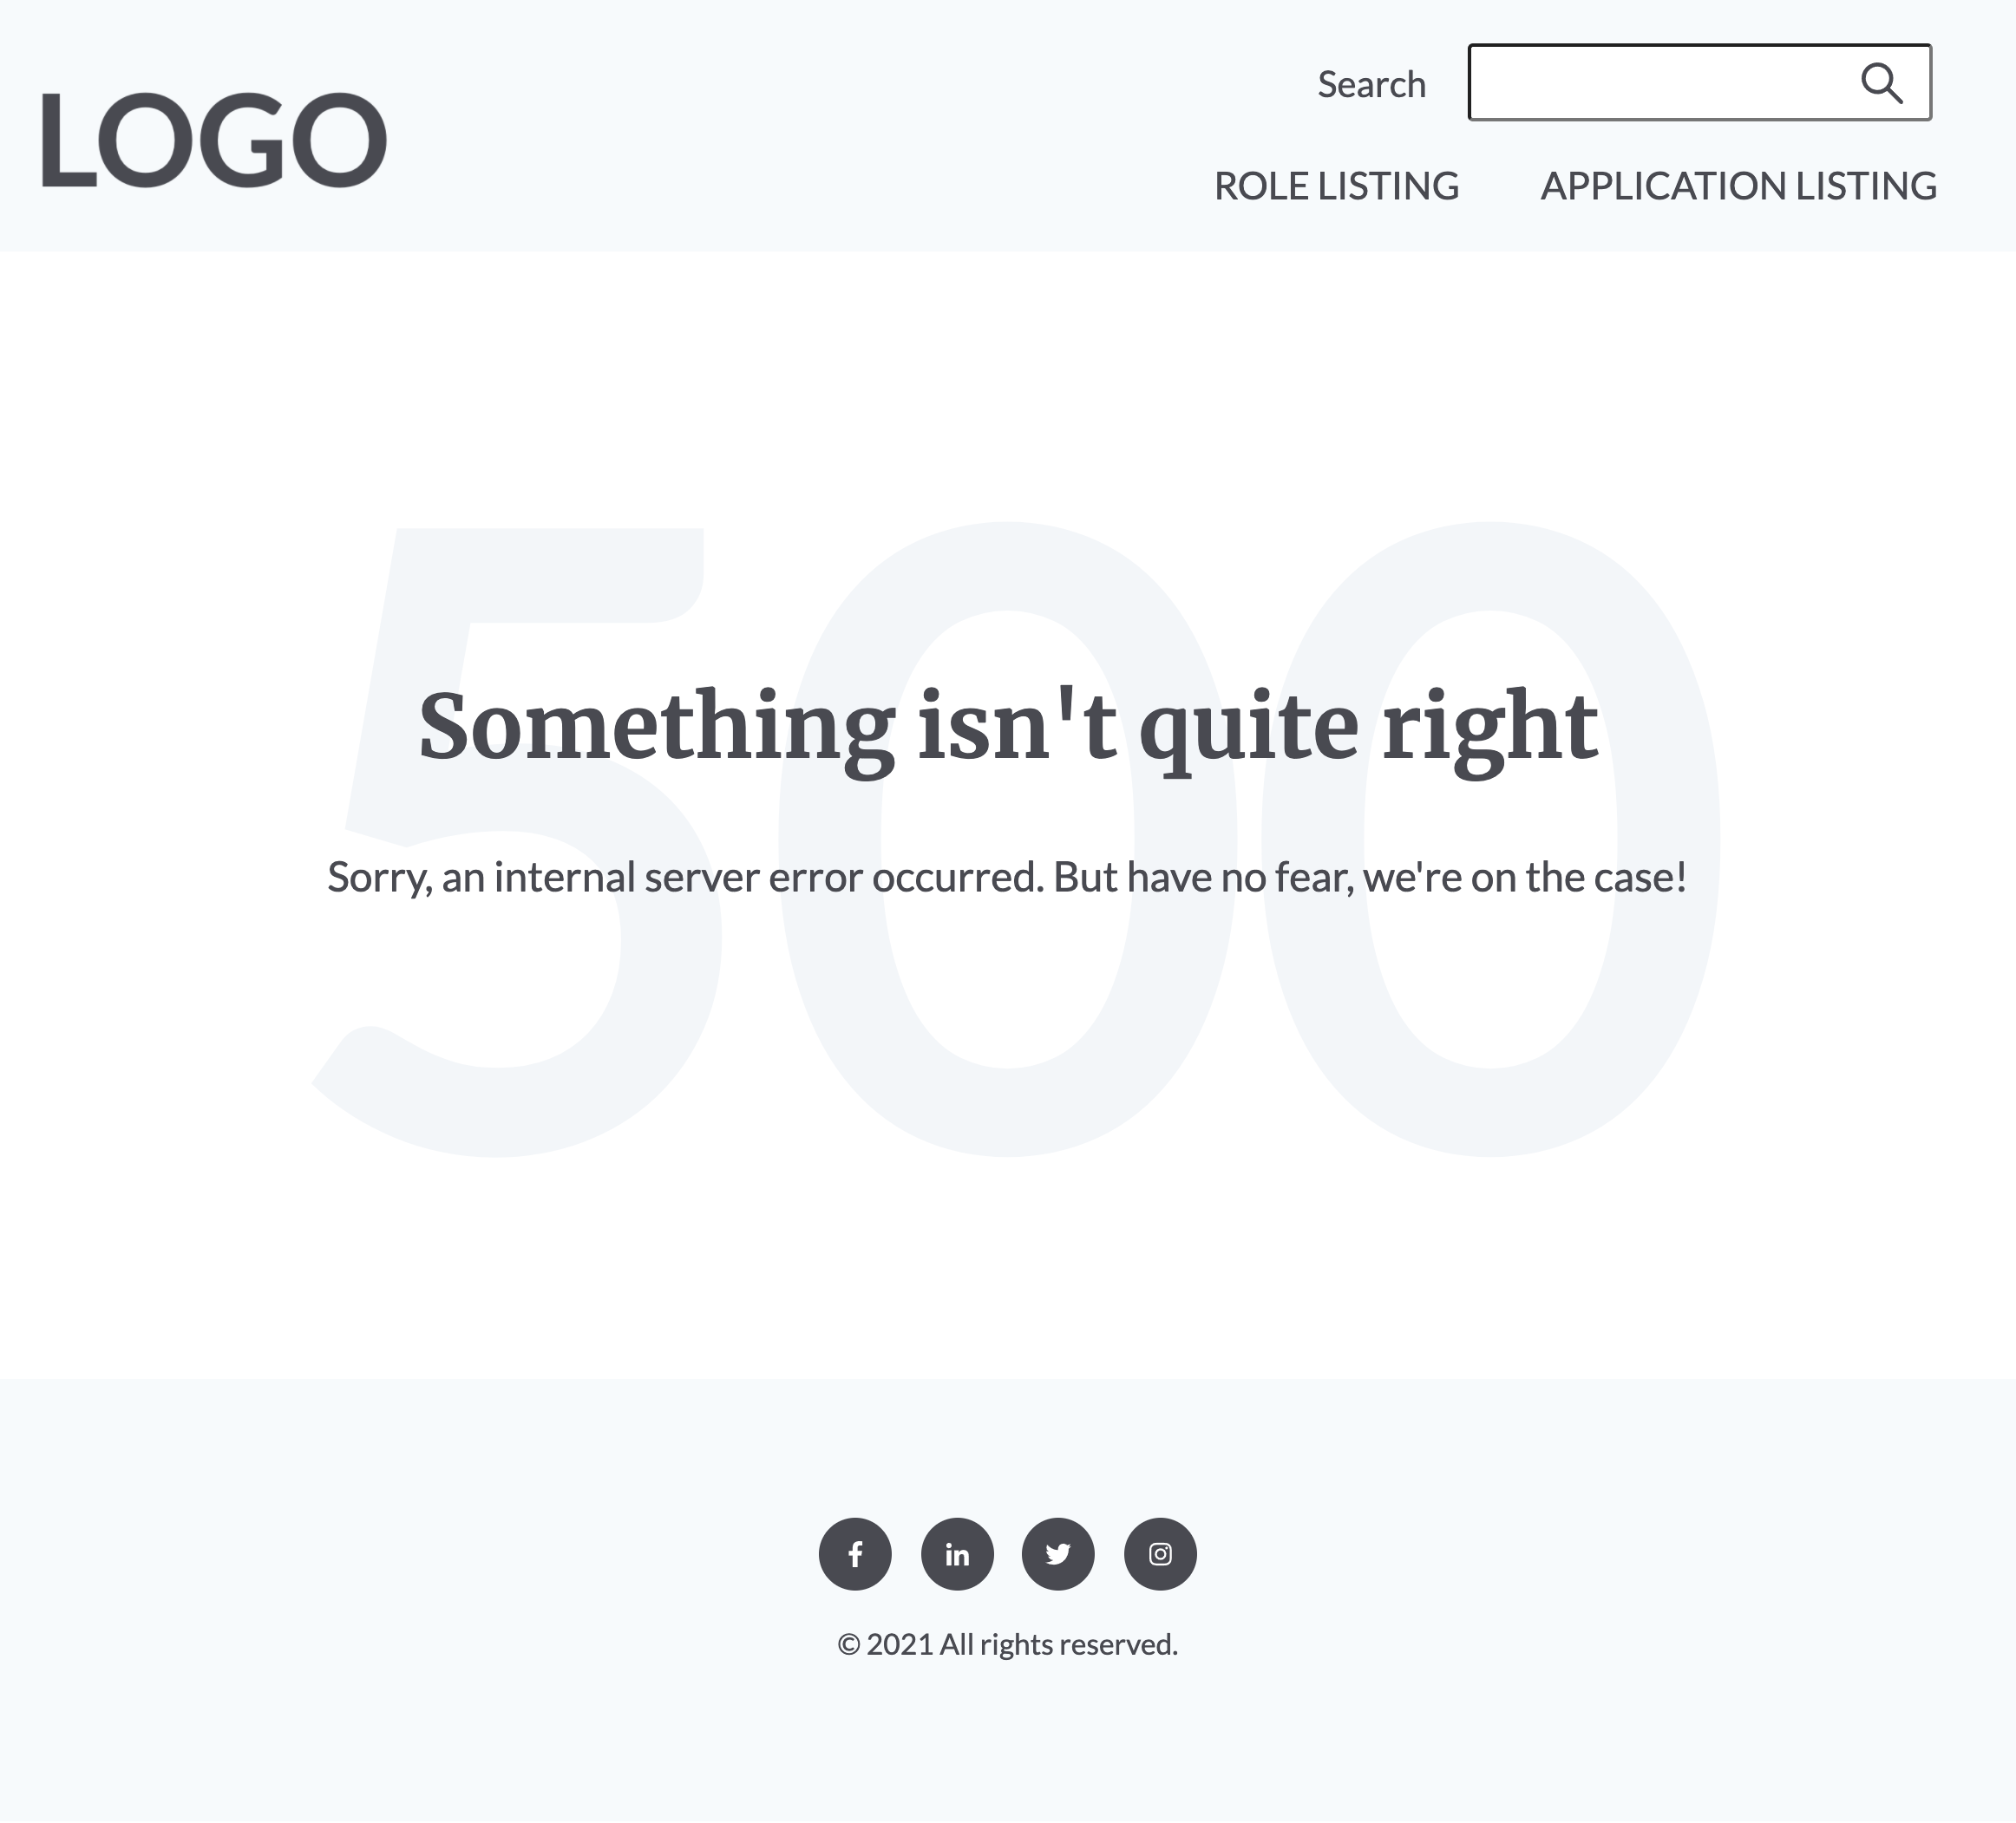 LOGO
Search
ROLE LISTING
APPLICATION LISTING
500
Something isn't quite right
Sorry, an internal server error occurred. But have no fear, we're on the case!
© 2021 All rights reserved.